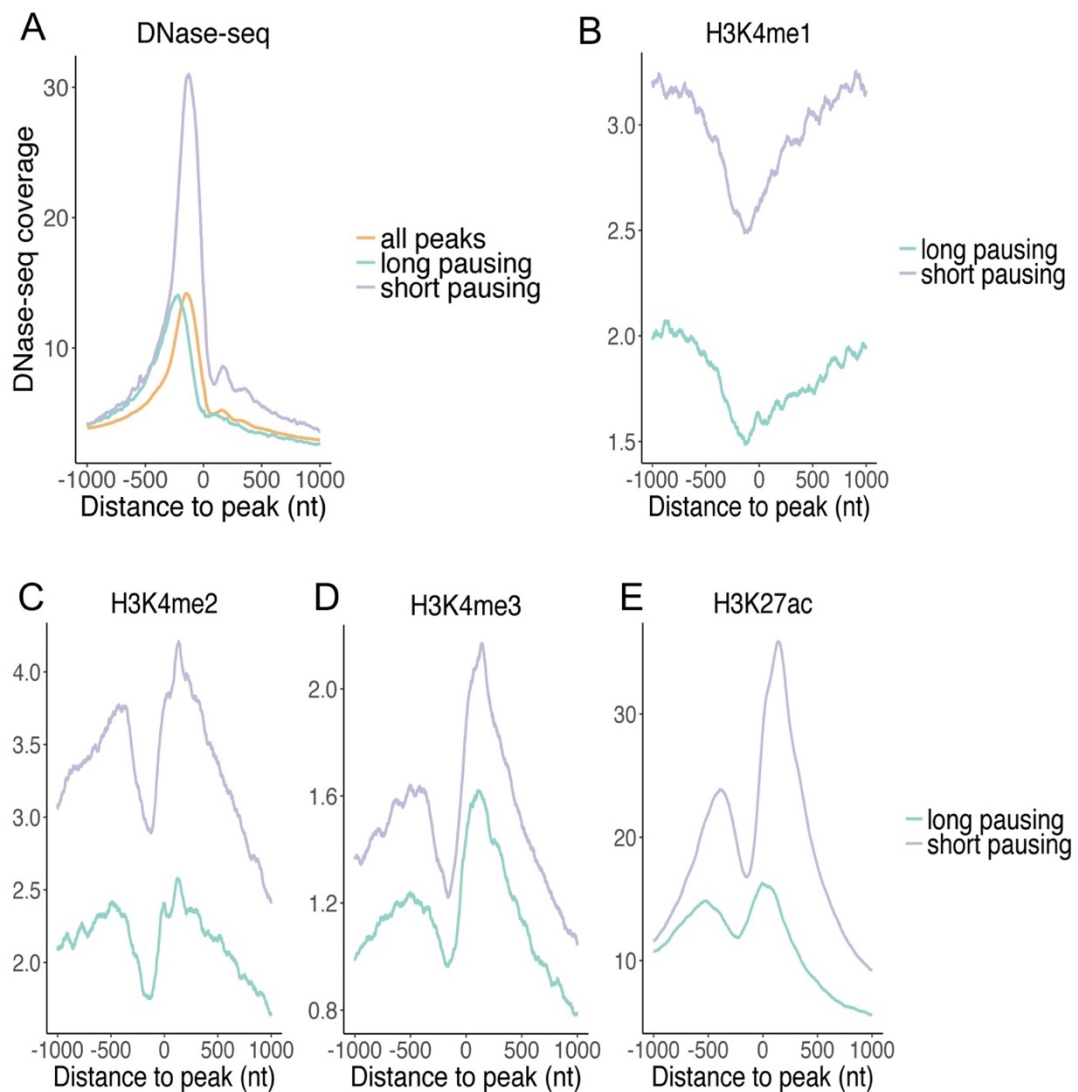 A
DNase-seq
DNase-seq coverage
30
20
10
-1000 -500 0 500 1000
Distance to peak (nt)
all peaks
long pausing
short pausing
B
H3K4me1
3.0
2.5
2.0
1.5
-1000 -500 0 500 1000
Distance to peak (nt)
long pausing
short pausing
C
H3K4me2
4.0
3.5
3.0
2.5
2.0
-1000 -500 0 500 1000
Distance to peak (nt)
D
H3K4me3
2.0
1.6
1.2
0.8
-1000 -500 0 500 1000
Distance to peak (nt)
E
H3K27ac
30
20
10
-1000 -500 0 500 1000
Distance to peak (nt)
long pausing
short pausing